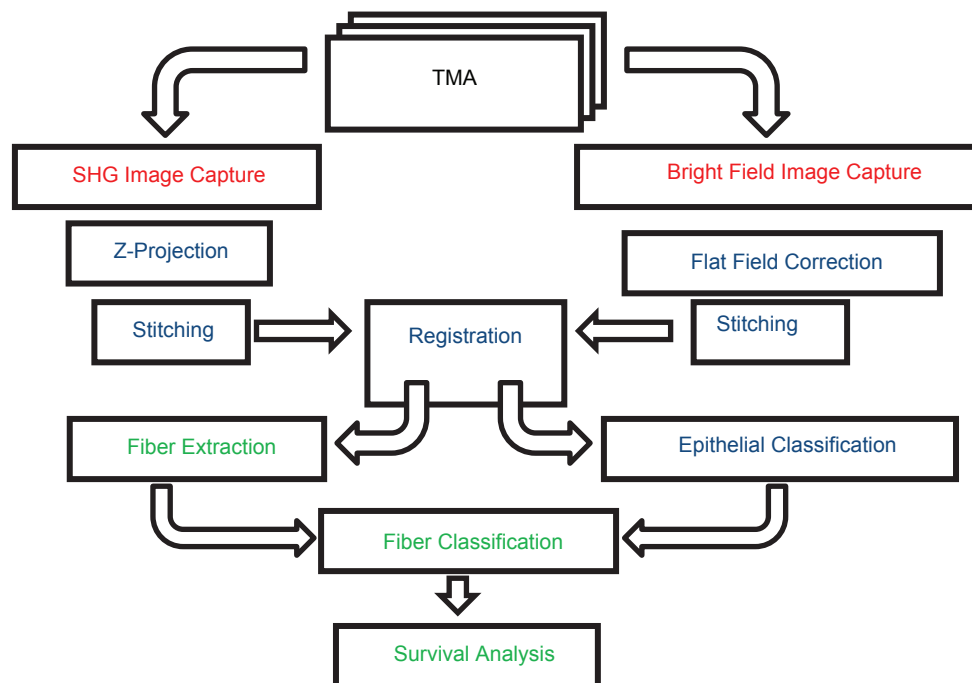 TMA
SHG Image Capture
Bright Field Image Capture
Z-Projection
Flat Field Correction
Stitching
Registration
Stitching
Fiber Extraction
Epithelial Classification
Fiber Classification
Survival Analysis